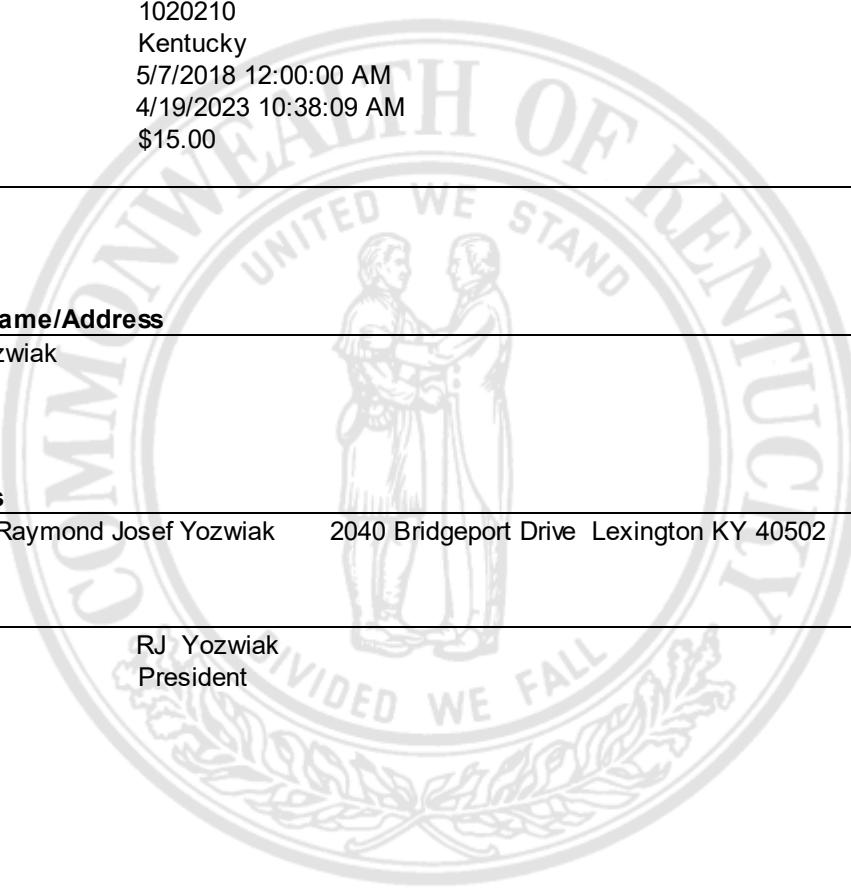 1020210
Kentucky
5/7/2018 12:00:00 AM
4/19/2023 10:38:09 AM
$15.00
ame/Address
zwiak
s
Raymond Josef Yozwiak 2040 Bridgeport Drive Lexington KY 40502
RJ Yozwiak
President
COMMONWEALTH OF KENTUCKY
UNITED WE STAND
DIVIDED WE FALL